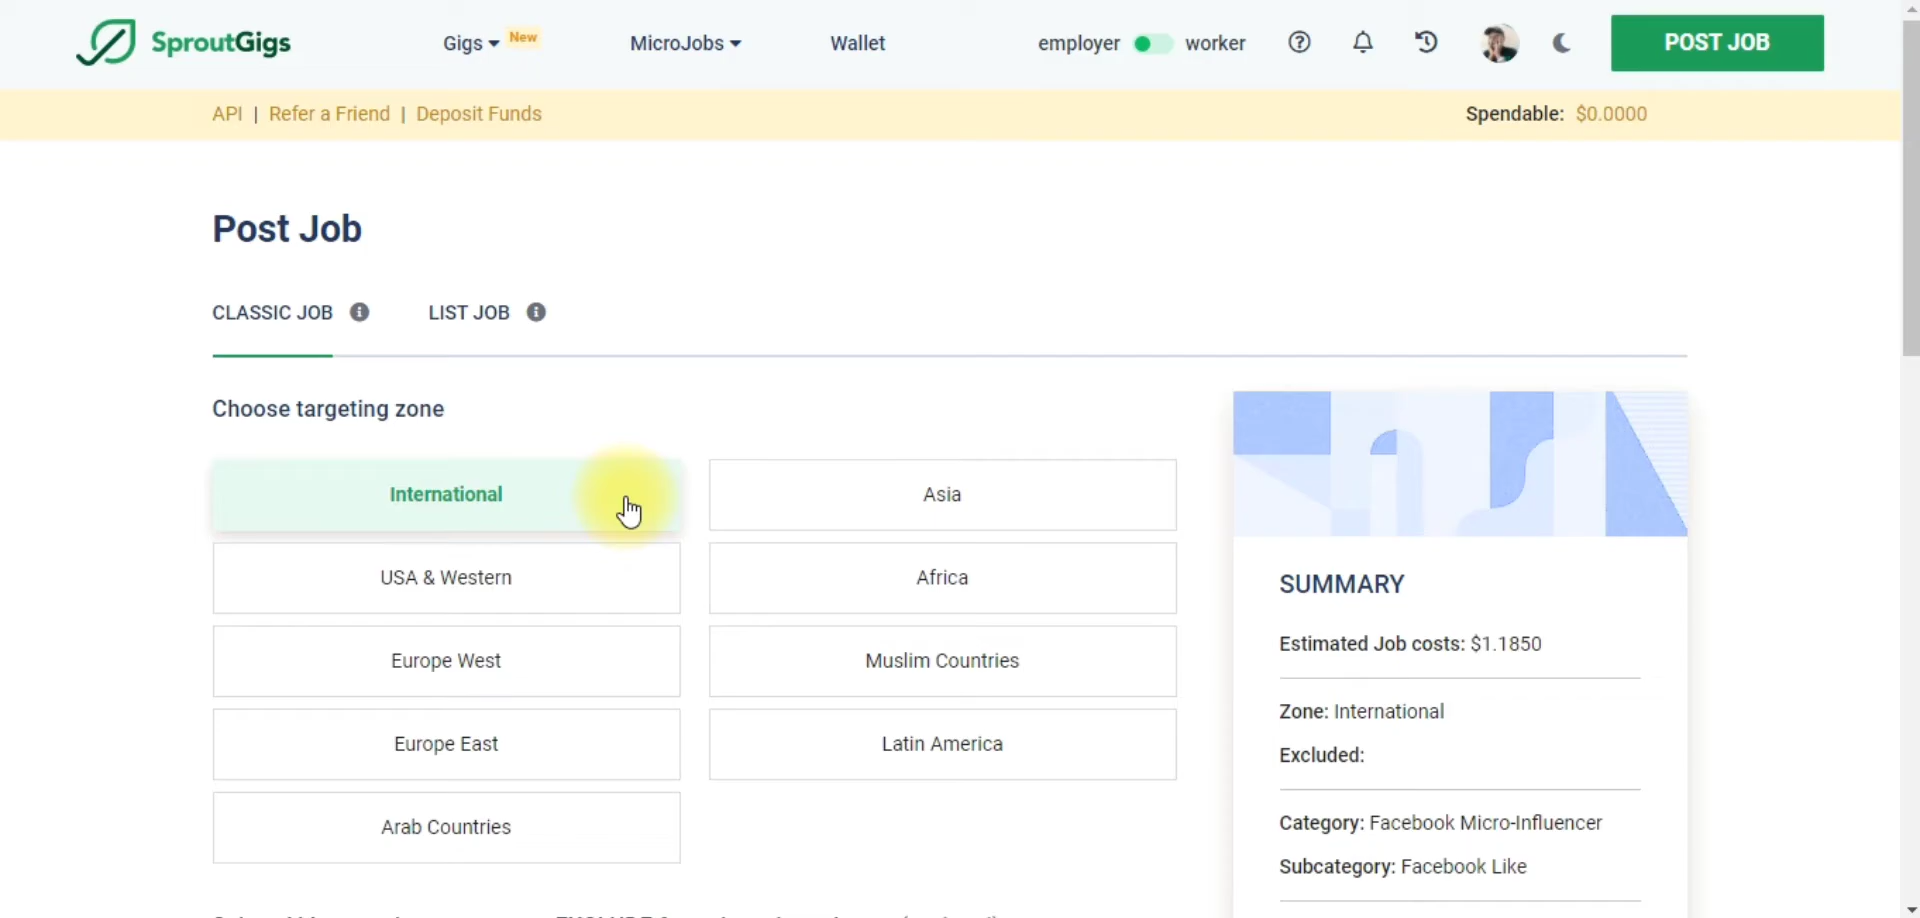 SproutGigs
Gigs New MicroJobs Wallet employer worker POST JOB
API | Refer a Friend | Deposit Funds Spendable: $0.0000
Post Job
CLASSIC JOB LIST JOB
Choose targeting zone
International Asia
USA & Western Africa
Europe West Muslim Countries
Europe East Latin America
Arab Countries
SUMMARY
Estimated Job costs: $1.1850
Zone: International
Excluded:
Category: Facebook Micro-Influencer
Subcategory: Facebook Like